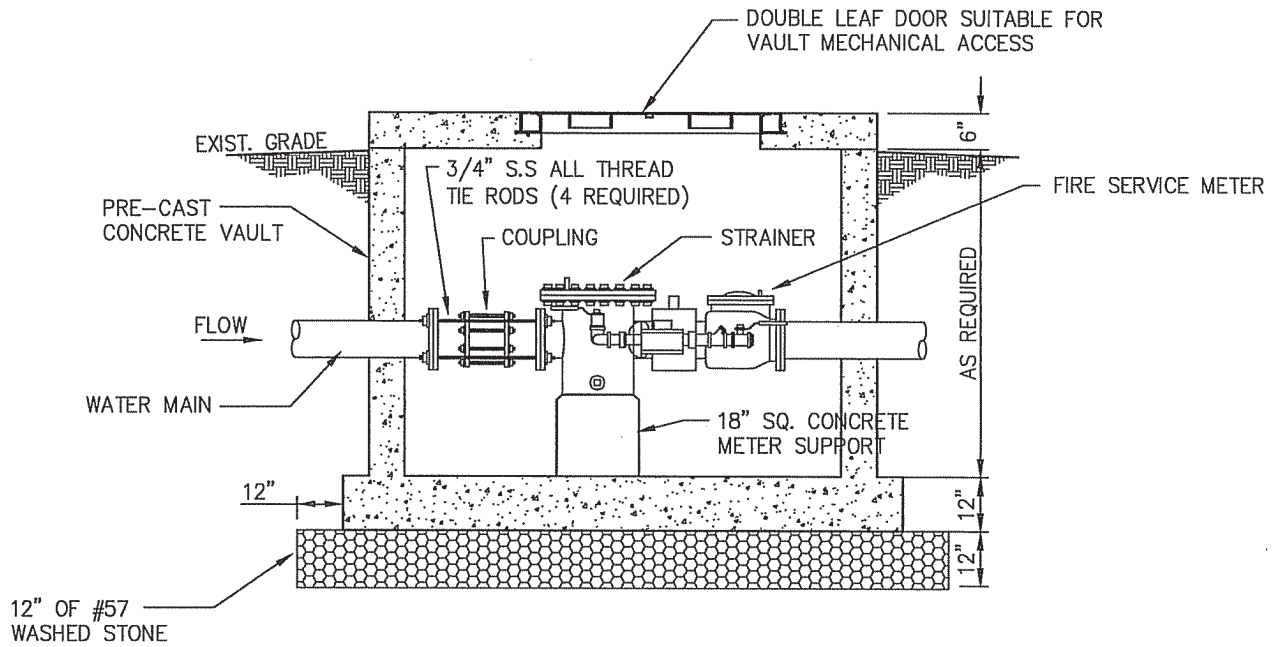 DOUBLE LEAF DOOR SUITABLE FOR
VAULT MECHANICAL ACCESS
6"
EXIST. GRADE
3/4" S.S ALL THREAD
TIE RODS (4 REQUIRED)
FIRE SERVICE METER
PRE-CAST
CONCRETE VAULT
COUPLING
STRAINER
AS REQUIRED
FLOW
WATER MAIN
18" SQ. CONCRETE
METER SUPPORT
12"
12"
12"
12" OF #57
WASHED STONE